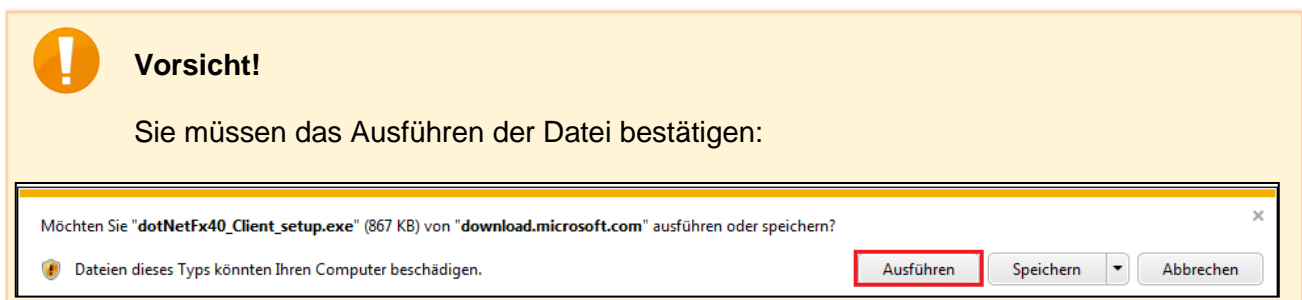 Vorsicht!
Sie müssen das Ausführen der Datei bestätigen:
Möchten Sie "dotNetFx40_Client_setup.exe" (867 KB) von "download.microsoft.com" ausführen oder speichern?
Dateien dieses Typs könnten Ihren Computer beschädigen.
Ausführen
Speichern
Abbrechen